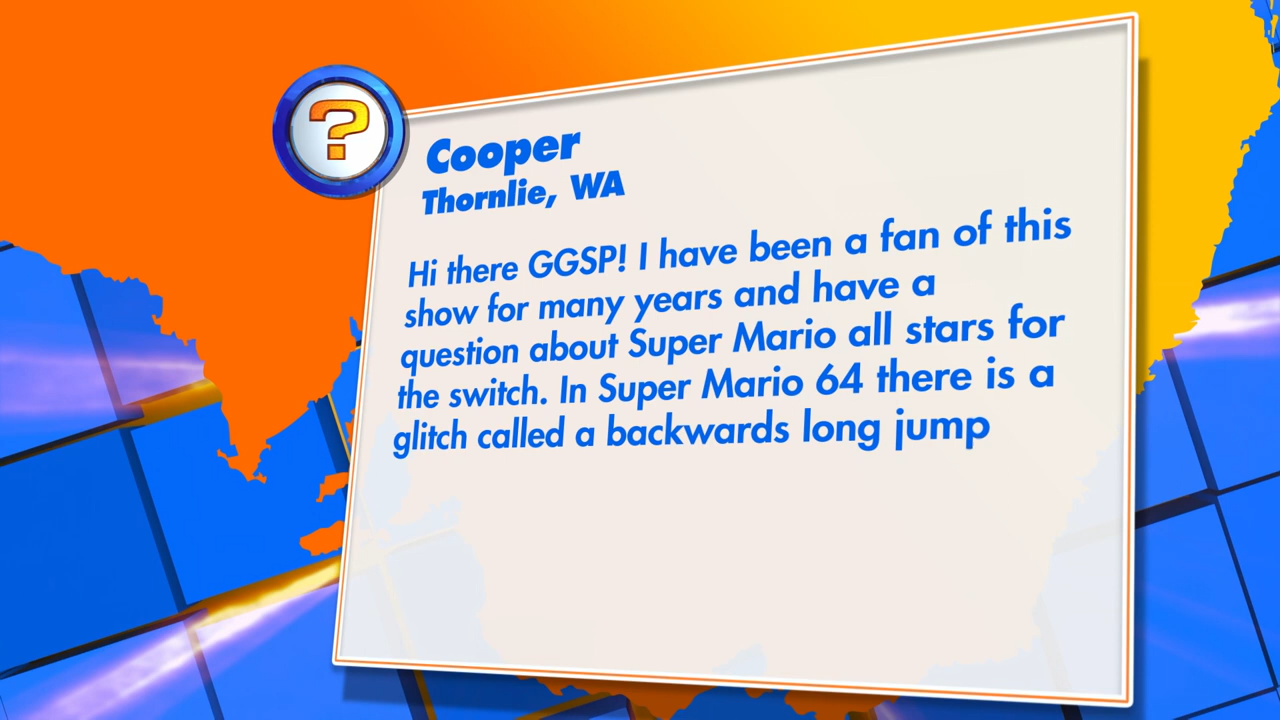 ?
Cooper
Thornlie, WA
Hi there GGSP! I have been a fan of this
show for many years and have a
question about Super Mario all stars for
the switch. In Super Mario 64 there is a
glitch called a backwards long jump